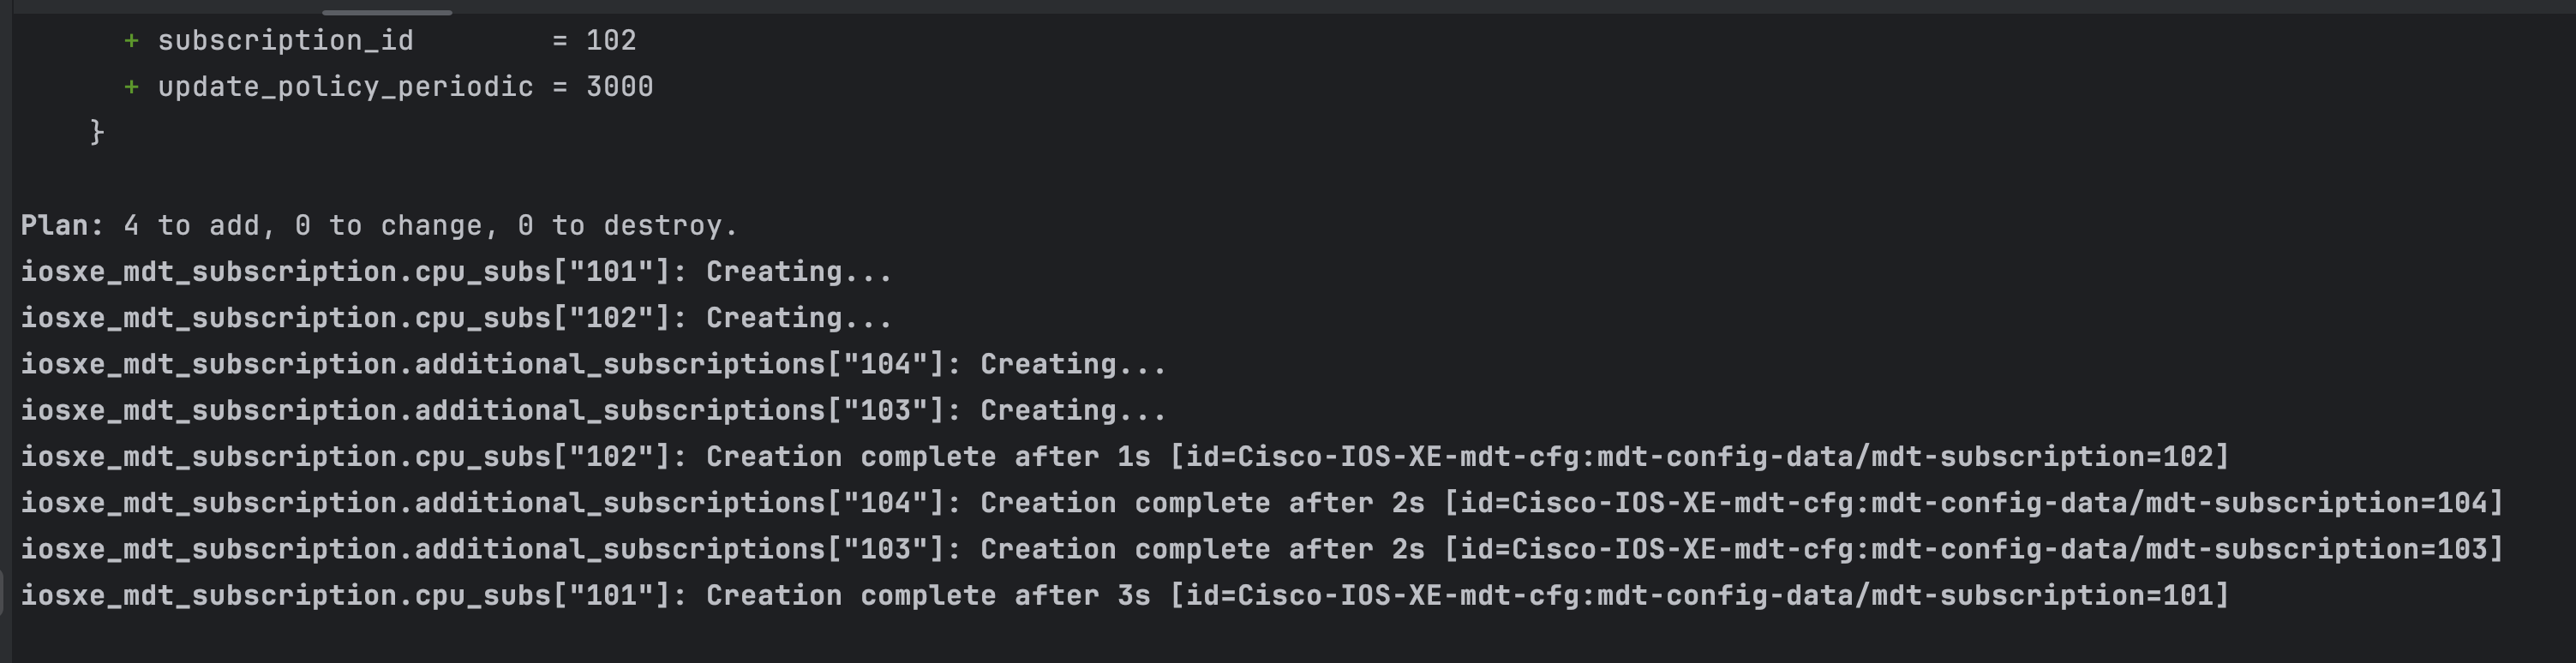 + subscription_id        = 102
+ update_policy_periodic = 3000
}
Plan: 4 to add, 0 to change, 0 to destroy.
iosxe_mdt_subscription.cpu_subs["101"]: Creating...
iosxe_mdt_subscription.cpu_subs["102"]: Creating...
iosxe_mdt_subscription.additional_subscriptions["104"]: Creating...
iosxe_mdt_subscription.additional_subscriptions["103"]: Creating...
iosxe_mdt_subscription.cpu_subs["102"]: Creation complete after 1s [id=Cisco-IOS-XE-mdt-cfg:mdt-config-data/mdt-subscription=102]
iosxe_mdt_subscription.additional_subscriptions["104"]: Creation complete after 2s [id=Cisco-IOS-XE-mdt-cfg:mdt-config-data/mdt-subscription=104]
iosxe_mdt_subscription.additional_subscriptions["103"]: Creation complete after 2s [id=Cisco-IOS-XE-mdt-cfg:mdt-config-data/mdt-subscription=103]
iosxe_mdt_subscription.cpu_subs["101"]: Creation complete after 3s [id=Cisco-IOS-XE-mdt-cfg:mdt-config-data/mdt-subscription=101]